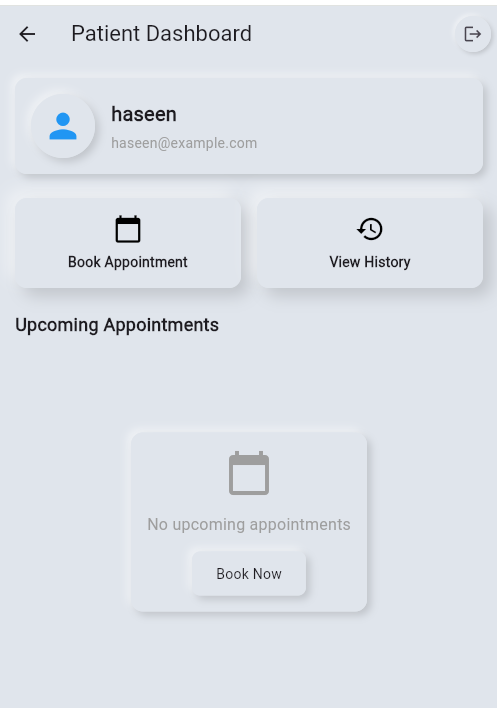 Patient Dashboard
haseen
haseen@example.com
Book Appointment
View History
Upcoming Appointments
No upcoming appointments
Book Now